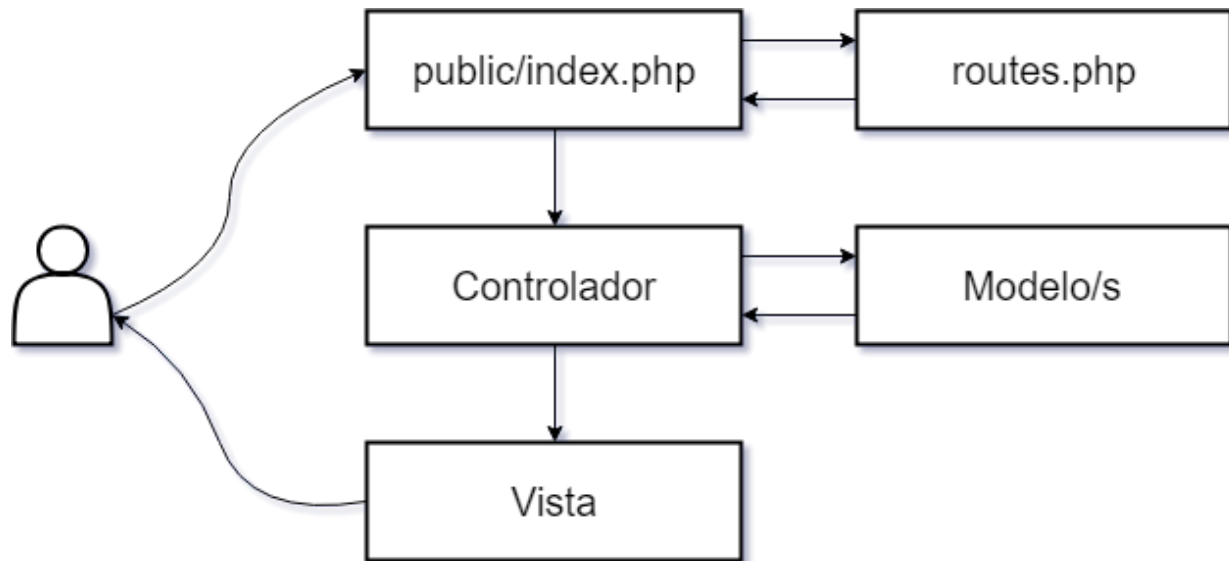 public/index.php
routes.php
Controlador
Modelo/s
Vista